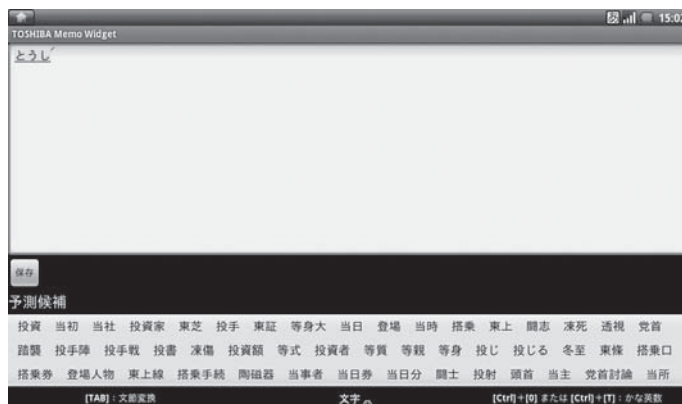 15:02
TOSHIBA Memo Widget
とうし
保存
予測候補
投資 当初 当社 投資家 東芝 投手 東証 等身大 当日 登場 当時 搭乗 東上 闘志 凍死 透視 党首
踏襲 投手陣 投手戦 投書 凍傷 投資額 等式 投資者 等質 等親 等身 投じ 投じる 冬至 東條 搭乗口
搭乗券 登場人物 東上線 搭乗手続 陶磁器 当事者 当日券 当日分 闘士 投射 頭首 当主 党首討論 当所
[TAB]：文節変換 文字 [Ctrl]＋[0] または [Ctrl]＋[T]：かな英数